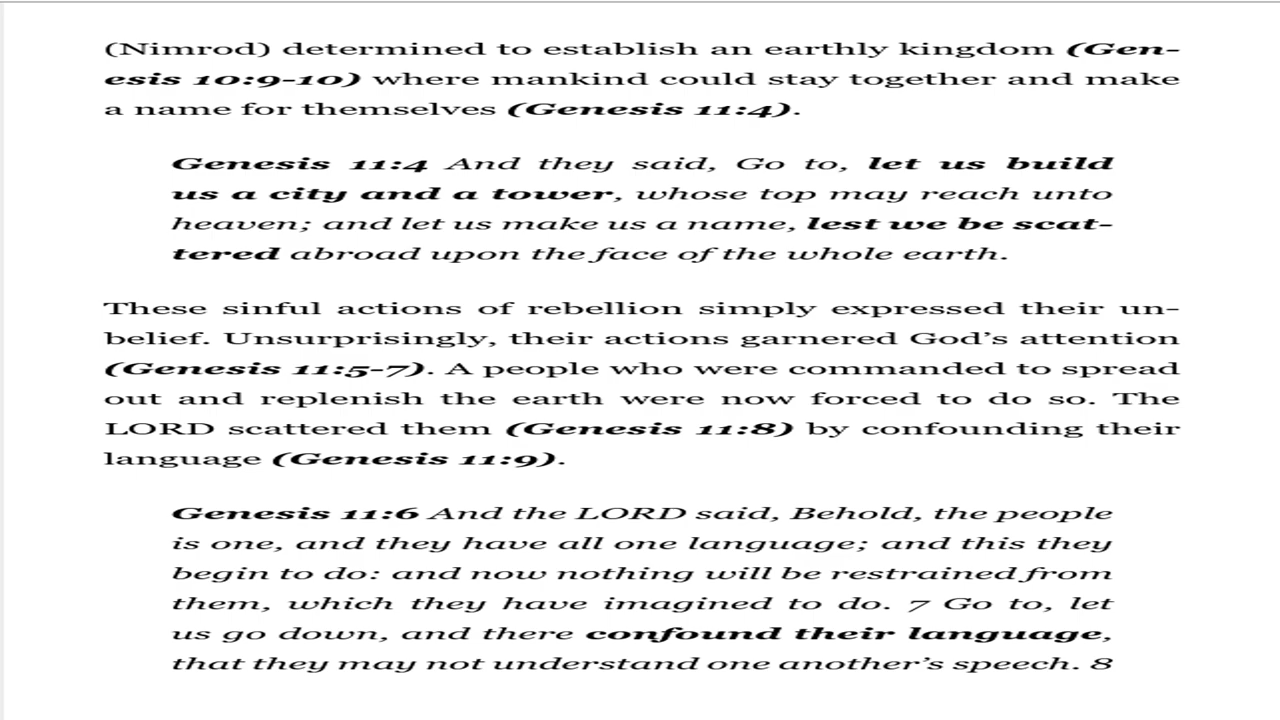 (Nimrod) determined to establish an earthly kingdom (Gen-
esis 10:9-10) where mankind could stay together and make
a name for themselves (Genesis 11:4).
Genesis 11:4 And they said, Go to, let us build
us a city and a tower, whose top may reach unto
heaven; and let us make us a name, lest we be scat-
tered abroad upon the face of the whole earth.
These sinful actions of rebellion simply expressed their un-
belief. Unsurprisingly, their actions garnered God’s attention
(Genesis 11:5-7). A people who were commanded to spread
out and replenish the earth were now forced to do so. The
LORD scattered them (Genesis 11:8) by confounding their
language (Genesis 11:9).
Genesis 11:6 And the LORD said, Behold, the people
is one, and they have all one language; and this they
begin to do: and now nothing will be restrained from
them, which they have imagined to do. 7 Go to, let
us go down, and there confound their language,
that they may not understand one another’s speech. 8